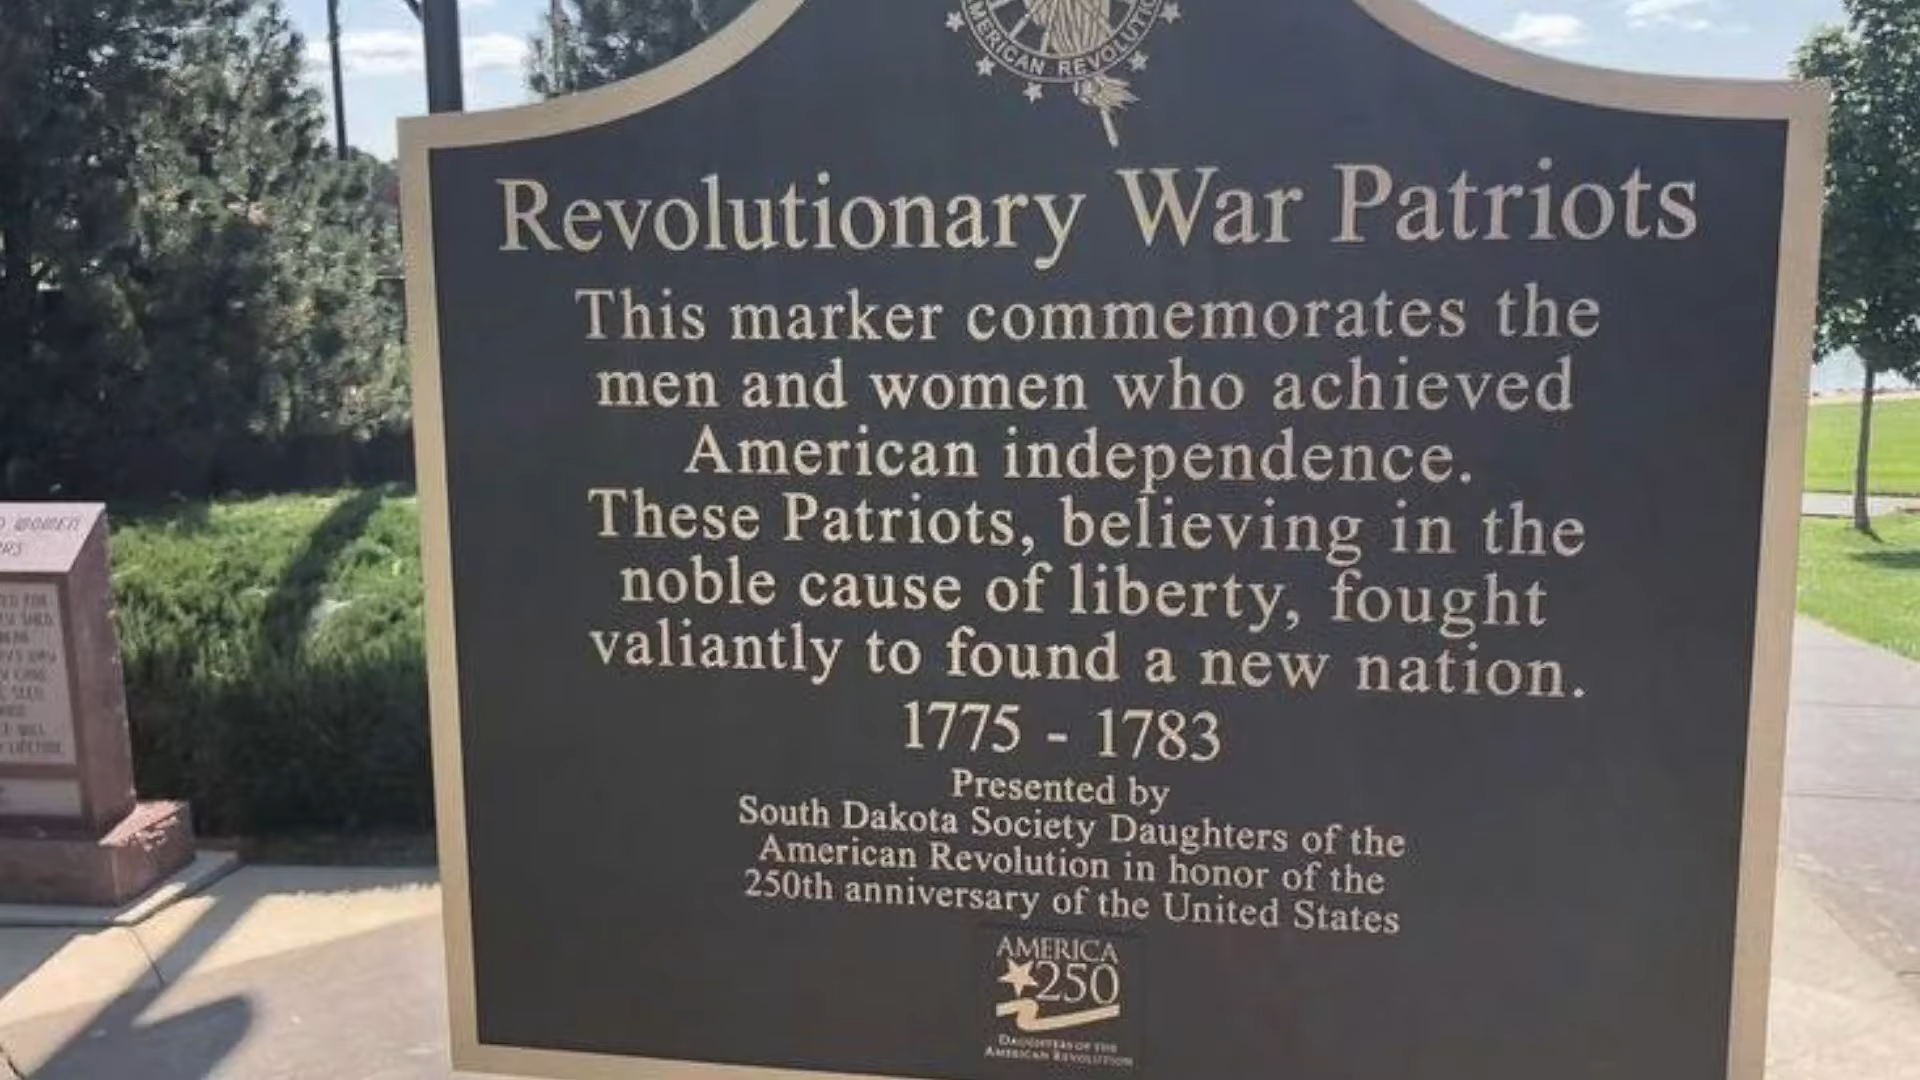 AMERICAN REVOLUTIO
Revolutionary War Patriots
This marker commemorates the
men and women who achieved
American independence.
These Patriots, believing in the
noble cause of liberty, fought
valiantly to found a new nation.
1775 - 1783
Presented by
South Dakota Society Daughters of the
American Revolution in honor of the
250th anniversary of the United States
AMERICA
250
DAUGHTERS OF THE
AMERICAN REVOLUTION
WOMEN